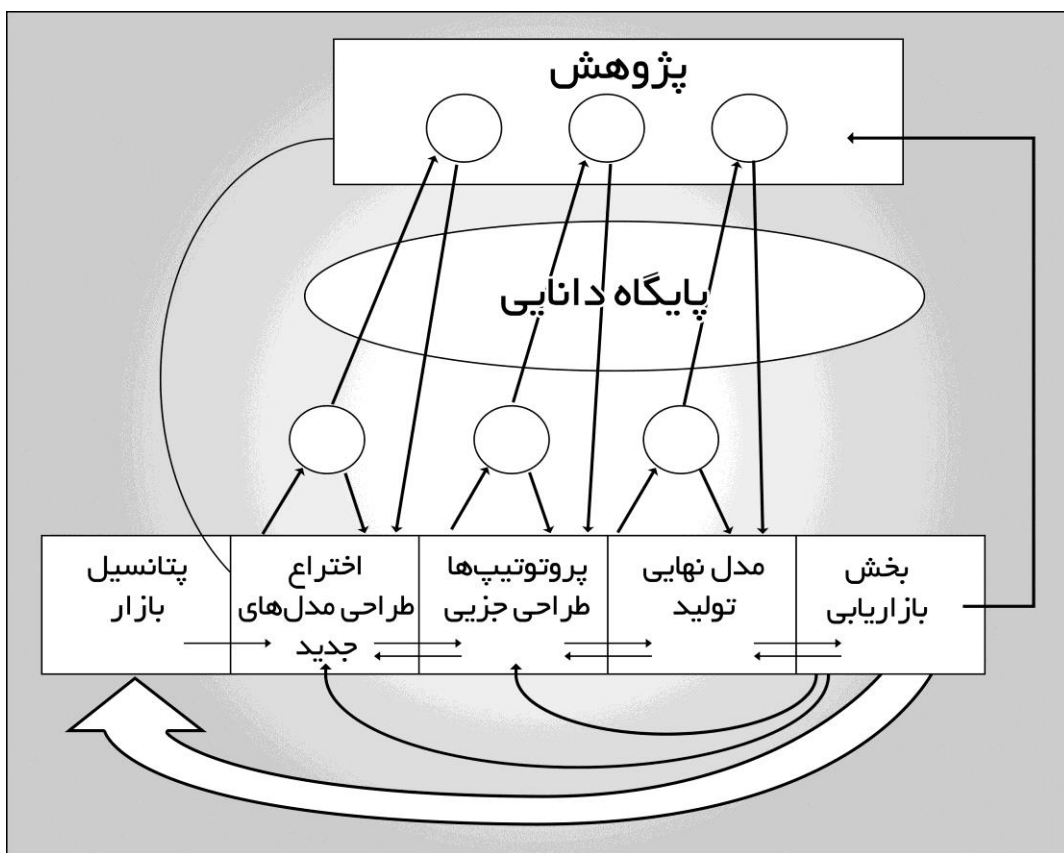 پژوهش
پایگاه دانایی
پتانسیل
بازار
اختراع
طراحی مدل‌های
جدید
پروتوتیپ‌ها
طراحی جزیی
مدل نهایی
تولید
بخش
بازاریابی